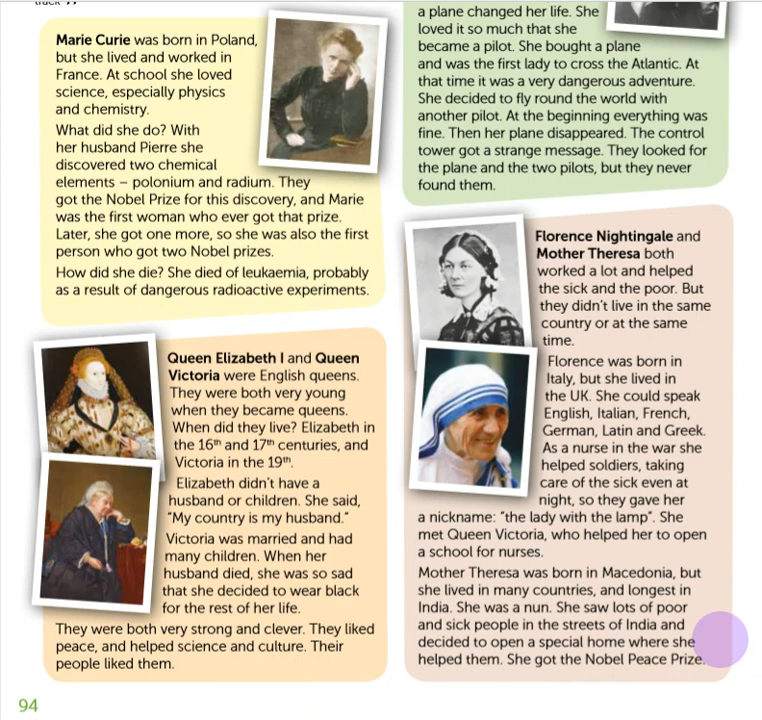 Marie Curie was born in Poland,
but she lived and worked in
France. At school she loved
science, especially physics
and chemistry.
What did she do? With
her husband Pierre she
discovered two chemical
elements – polonium and radium. They
got the Nobel Prize for this discovery, and Marie
was the first woman who ever got that prize.
Later, she got one more, so she was also the first
person who got two Nobel prizes.
How did she die? She died of leukaemia, probably
as a result of dangerous radioactive experiments.
Queen Elizabeth I and Queen
Victoria were English queens.
They were both very young
when they became queens.
When did they live? Elizabeth in
the 16th and 17th centuries, and
Victoria in the 19th.
Elizabeth didn't have a
husband or children. She said,
"My country is my husband."
Victoria was married and had
many children. When her
husband died, she was so sad
that she decided to wear black
for the rest of her life.
They were both very strong and clever. They liked
peace, and helped science and culture. Their
people liked them.
a plane changed her life. She
loved it so much that she
became a pilot. She bought a plane
and was the first lady to cross the Atlantic. At
that time it was a very dangerous adventure.
She decided to fly round the world with
another pilot. At the beginning everything was
fine. Then her plane disappeared. The control
tower got a strange message. They looked for
the plane and the two pilots, but they never
found them.
Florence Nightingale and
Mother Theresa both
worked a lot and helped
the sick and the poor. But
they didn't live in the same
country or at the same
time.
Florence was born in
Italy, but she lived in
the UK. She could speak
English, Italian, French,
German, Latin and Greek.
As a nurse in the war she
helped soldiers, taking
care of the sick even at
night, so they gave her
a nickname: "the lady with the lamp". She
met Queen Victoria, who helped her to open
a school for nurses.
Mother Theresa was born in Macedonia, but
she lived in many countries, and longest in
India. She was a nun. She saw lots of poor
and sick people in the streets of India and
decided to open a special home where she
helped them. She got the Nobel Peace Prize.
94